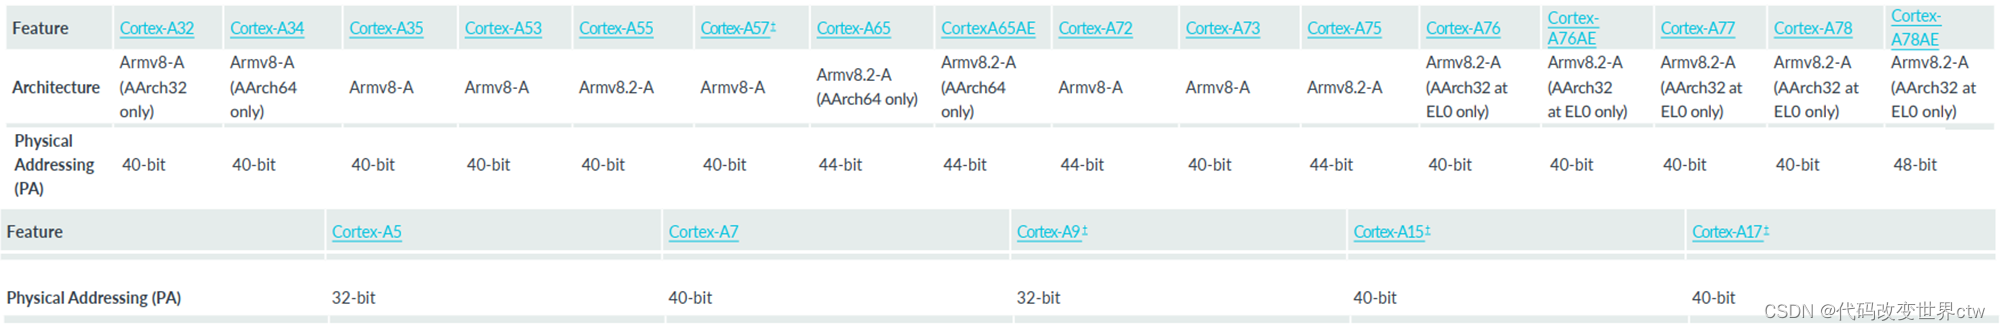 Feature Cortex-A32 Cortex-A34 Cortex-A35 Cortex-A53 Cortex-A55 Cortex-A57‡ Cortex-A65 CortexA65AE Cortex-A72 Cortex-A73 Cortex-A75 Cortex-A76 Cortex-A76AE Cortex-A77 Cortex-A78 Cortex-A78AE
Architecture Armv8-A (AArch32 only) Armv8-A (AArch64 only) Armv8-A Armv8-A Armv8.2-A Armv8-A Armv8.2-A (AArch64 only) Armv8.2-A (AArch64 only) Armv8-A Armv8-A Armv8.2-A Armv8.2-A (AArch32 at EL0 only) Armv8.2-A (AArch32 at EL0 only) Armv8.2-A (AArch32 at EL0 only) Armv8.2-A (AArch32 at EL0 only) Armv8.2-A (AArch32 at EL0 only)
Physical Addressing (PA) 40-bit 40-bit 40-bit 40-bit 40-bit 40-bit 44-bit 44-bit 44-bit 40-bit 44-bit 40-bit 40-bit 40-bit 40-bit 48-bit
Feature Cortex-A5 Cortex-A7 Cortex-A9‡ Cortex-A15‡ Cortex-A17‡
Physical Addressing (PA) 32-bit 40-bit 32-bit 40-bit 40-bit
CSDN @代码改变世界ctw